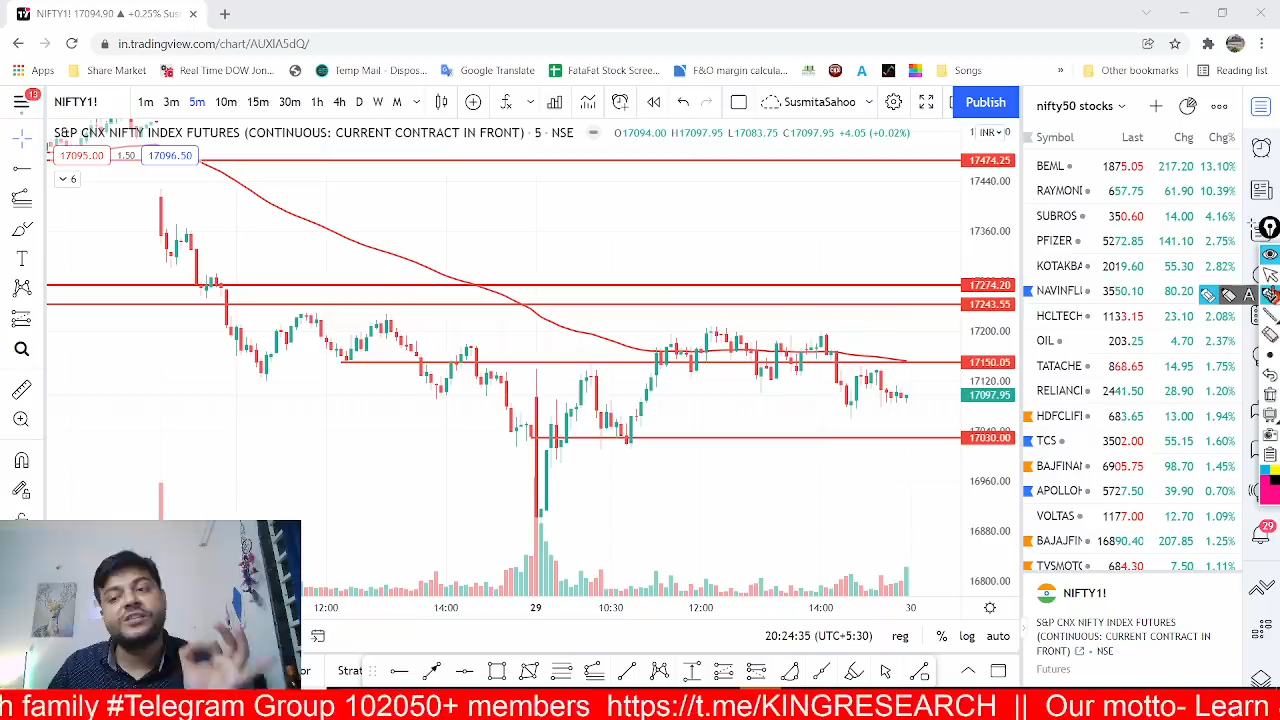 NIFTY1! 17094.90 ▲ +0.25% Sus
in.tradingview.com/chart/AUXIA5dQ/
Apps Share Market Real Time DOW Jon... Temp Mail - Dispos... Google Translate FataFat Stock Scree... F&O margin calcula... A Songs » Other bookmarks Reading list
13 NIFTY1! 1m 3m 5m 10m 15m 30m 1h 4h D W M SusmitaSahoo Publish nifty50 stocks
S&P CNX NIFTY INDEX FUTURES (CONTINUOUS: CURRENT CONTRACT IN FRONT) · 5 · NSE O17094.00 H17097.95 L17083.75 C17097.95 +4.05 (+0.02%) INR
Symbol Last Chg Chg%
17095.00 1.50 17096.50
6
17474.25
17440.00
17360.00
17274.20
17243.55
17200.00
17150.05
17120.00
17097.95
17030.00
16960.00
16880.00
16800.00
BEML 1875.05 217.20 13.10%
RAYMONI 657.75 61.90 10.39%
SUBROS 350.60 14.00 4.16%
PFIZER 5272.85 141.10 2.75%
KOTAKBA 2019.60 55.30 2.82%
NAVINFLI 3550.10 80.20
HCLTECH 1133.15 23.10 2.08%
OIL 203.25 4.70 2.37%
TATACHE 868.65 14.95 1.75%
RELIANCI 2441.50 28.90 1.20%
HDFCLIFI 683.65 13.00 1.94%
TCS 3502.00 55.15 1.60%
BAJFINAN 6905.75 98.70 1.45%
APOLLOH 5727.50 39.90 0.70%
VOLTAS 1177.00 12.70 1.09%
BAJAJFIN 16890.40 207.85 1.25%
TVSMOTO 684.30 7.50 1.11%
A
29
12:00 14:00 29 10:30 12:00 14:00 30
20:24:35 (UTC+5:30) reg % log auto
NIFTY1!
S&P CNX NIFTY INDEX FUTURES
(CONTINUOUS: CURRENT CONTRACT IN
FRONT) • NSE
Futures
Strat
h family #Telegram Group 102050+ members https://t.me/KINGRESEARCH || Our motto- Learn